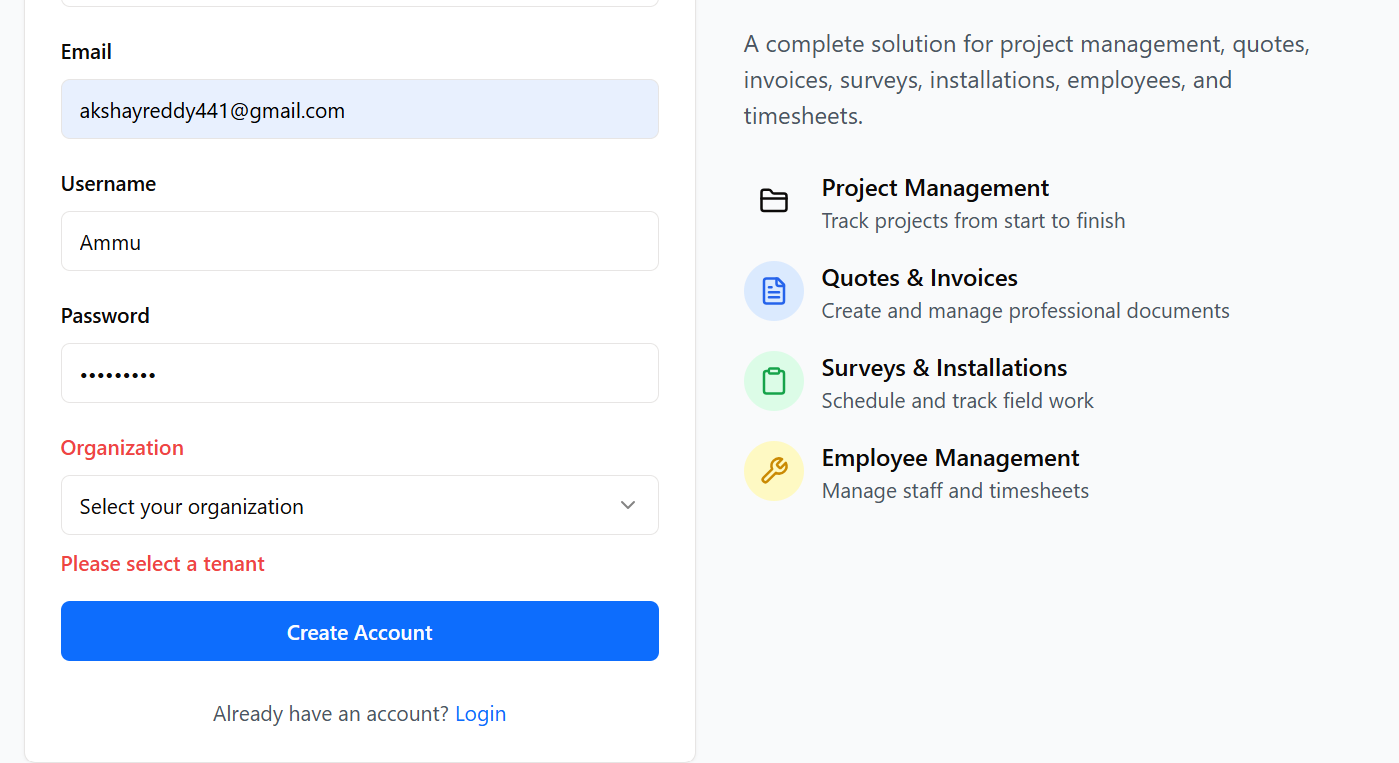 Email
akshayreddy441@gmail.com
Username
Ammu
Password
•••••••••
Organization
Select your organization
Please select a tenant
Create Account
Already have an account? Login
A complete solution for project management, quotes,
invoices, surveys, installations, employees, and
timesheets.
Project Management
Track projects from start to finish
Quotes & Invoices
Create and manage professional documents
Surveys & Installations
Schedule and track field work
Employee Management
Manage staff and timesheets